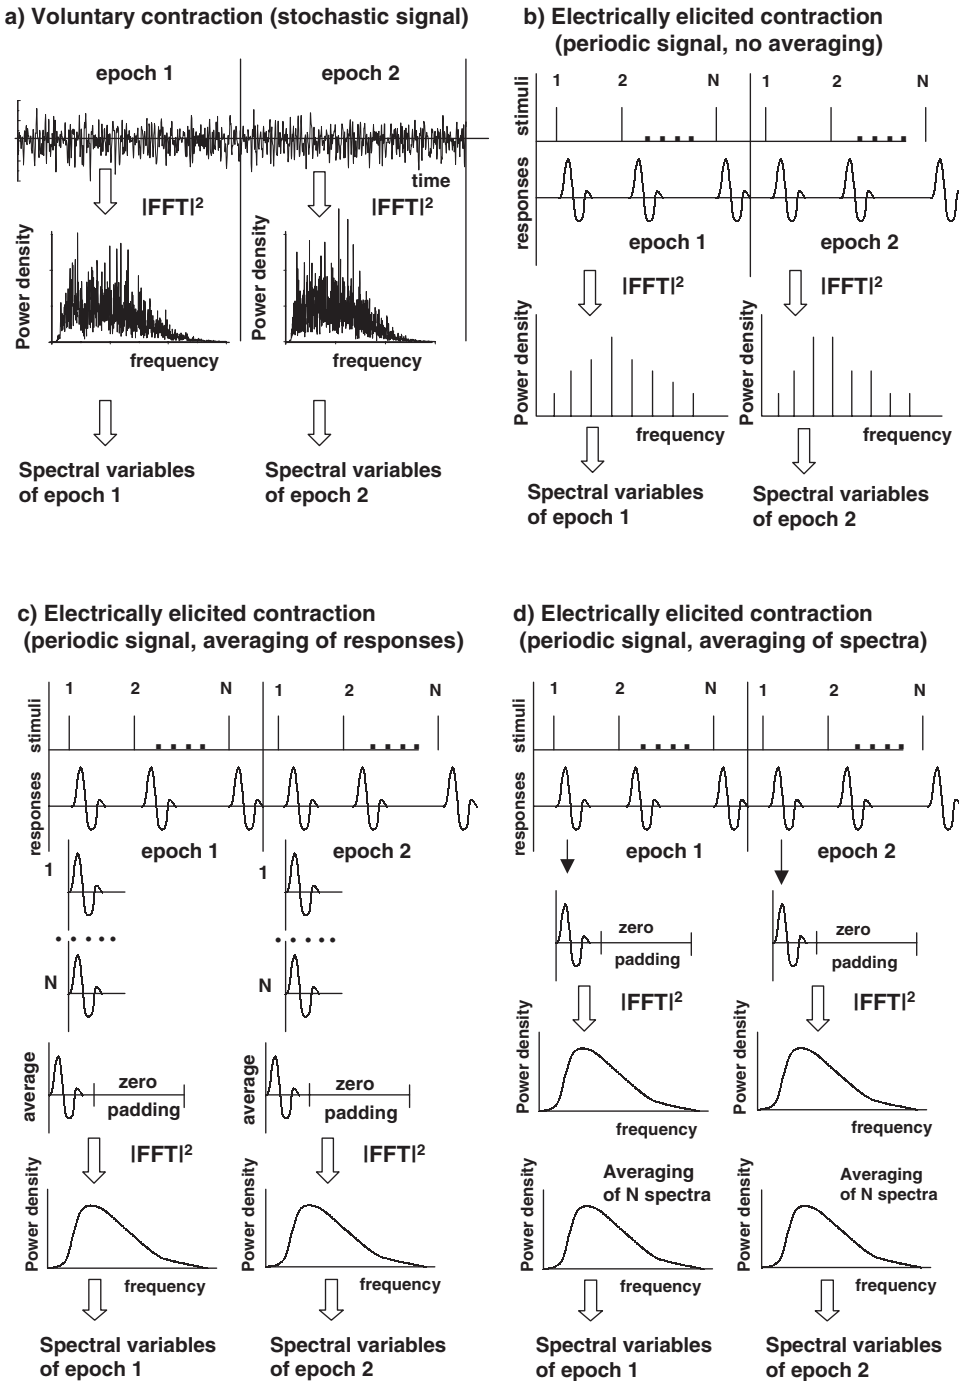 a) Voluntary contraction (stochastic signal)
epoch 1
epoch 2
time
|FFT|²
|FFT|²
Power density
frequency
Power density
frequency
Spectral variables
of epoch 1
Spectral variables
of epoch 2
b) Electrically elicited contraction
(periodic signal, no averaging)
stimuli
1
2
N
1
2
N
responses
epoch 1
epoch 2
|FFT|²
|FFT|²
Power density
frequency
Power density
frequency
Spectral variables
of epoch 1
Spectral variables
of epoch 2
c) Electrically elicited contraction
(periodic signal, averaging of responses)
stimuli
1
2
N
1
2
N
responses
epoch 1
epoch 2
1
1
N
N
average
zero
padding
average
zero
padding
|FFT|²
|FFT|²
Power density
frequency
Power density
frequency
Spectral variables
of epoch 1
Spectral variables
of epoch 2
d) Electrically elicited contraction
(periodic signal, averaging of spectra)
stimuli
1
2
N
1
2
N
responses
epoch 1
epoch 2
zero
padding
zero
padding
|FFT|²
|FFT|²
Power density
frequency
Power density
frequency
Averaging
of N spectra
Averaging
of N spectra
Power density
frequency
Power density
frequency
Spectral variables
of epoch 1
Spectral variables
of epoch 2